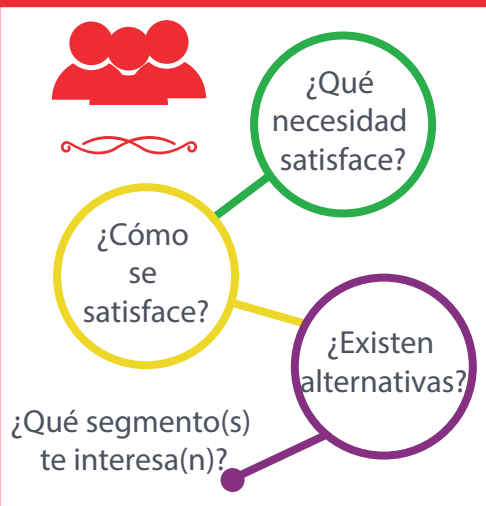 ¿Qué
necesidad
satisface?
¿Cómo
se
satisface?
¿Existen
alternativas?
¿Qué segmento(s)
te interesa(n)?